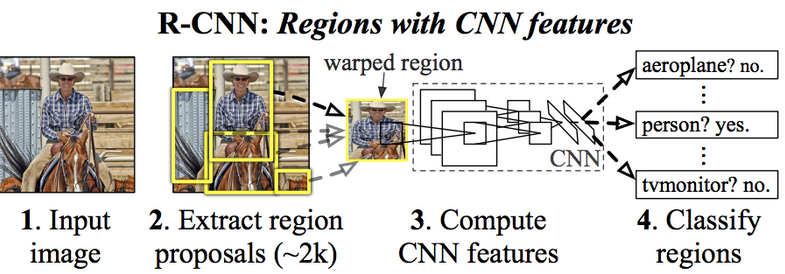 R-CNN: Regions with CNN features
warped region
aeroplane? no.
person? yes.
tvmonitor? no.
CNN
1. Input
image
2. Extract region
proposals (~2k)
3. Compute
CNN features
4. Classify
regions